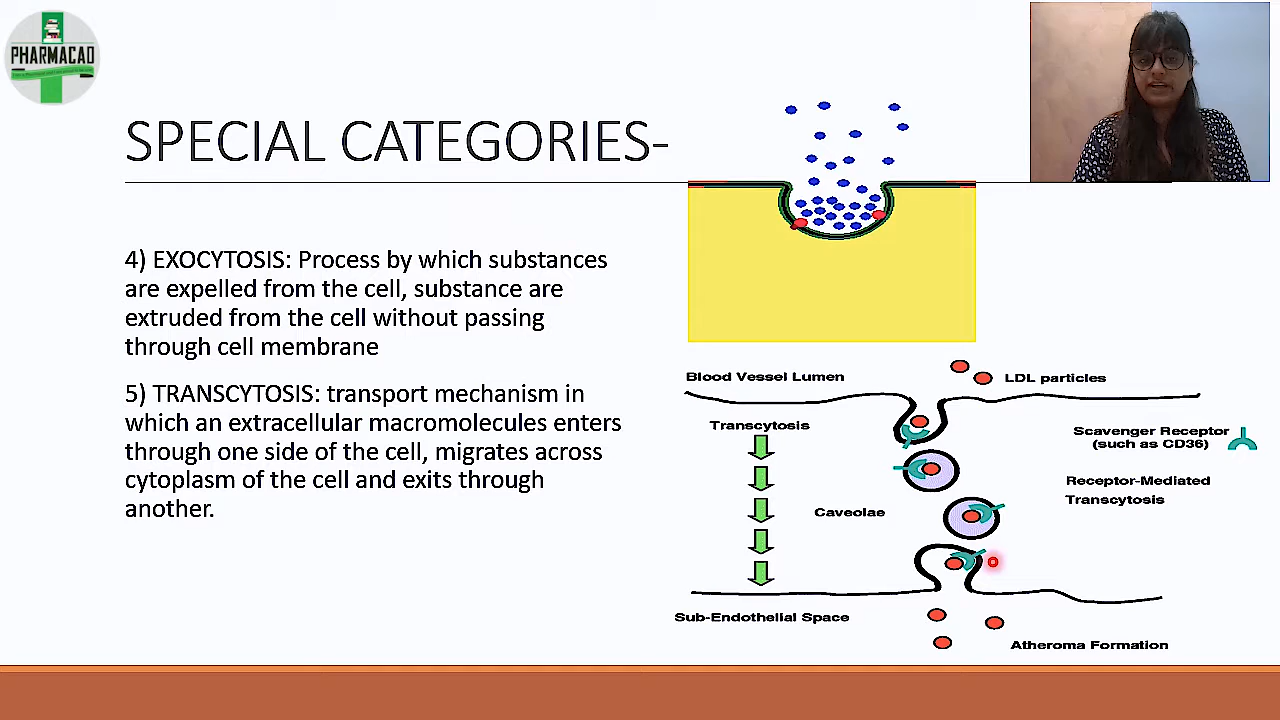 PHARMACAD
SPECIAL CATEGORIES-
4) EXOCYTOSIS: Process by which substances
are expelled from the cell, substance are
extruded from the cell without passing
through cell membrane
5) TRANSCYTOSIS: transport mechanism in
which an extracellular macromolecules enters
through one side of the cell, migrates across
cytoplasm of the cell and exits through
another.
Blood Vessel Lumen
LDL particles
Transcytosis
Scavenger Receptor
(such as CD36)
Receptor-Mediated
Transcytosis
Caveolae
Sub-Endothelial Space
Atheroma Formation